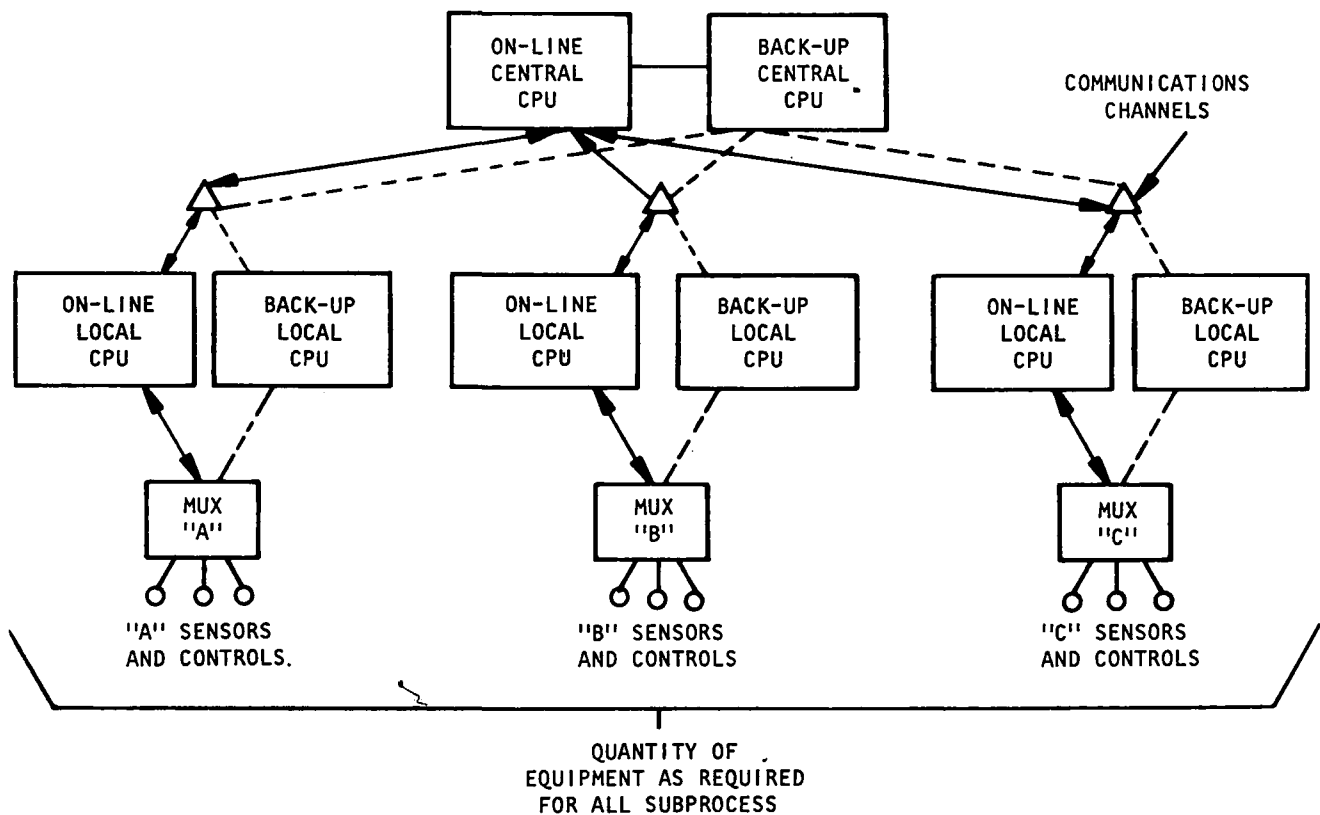 ON-LINE
CENTRAL
CPU
BACK-UP
CENTRAL
CPU
COMMUNICATIONS
CHANNELS
ON-LINE
LOCAL
CPU
BACK-UP
LOCAL
CPU
ON-LINE
LOCAL
CPU
BACK-UP
LOCAL
CPU
ON-LINE
LOCAL
CPU
BACK-UP
LOCAL
CPU
MUX
"A"
MUX
"B"
MUX
"C"
"A" SENSORS
AND CONTROLS.
"B" SENSORS
AND CONTROLS
"C" SENSORS
AND CONTROLS
QUANTITY OF
EQUIPMENT AS REQUIRED
FOR ALL SUBPROCESS